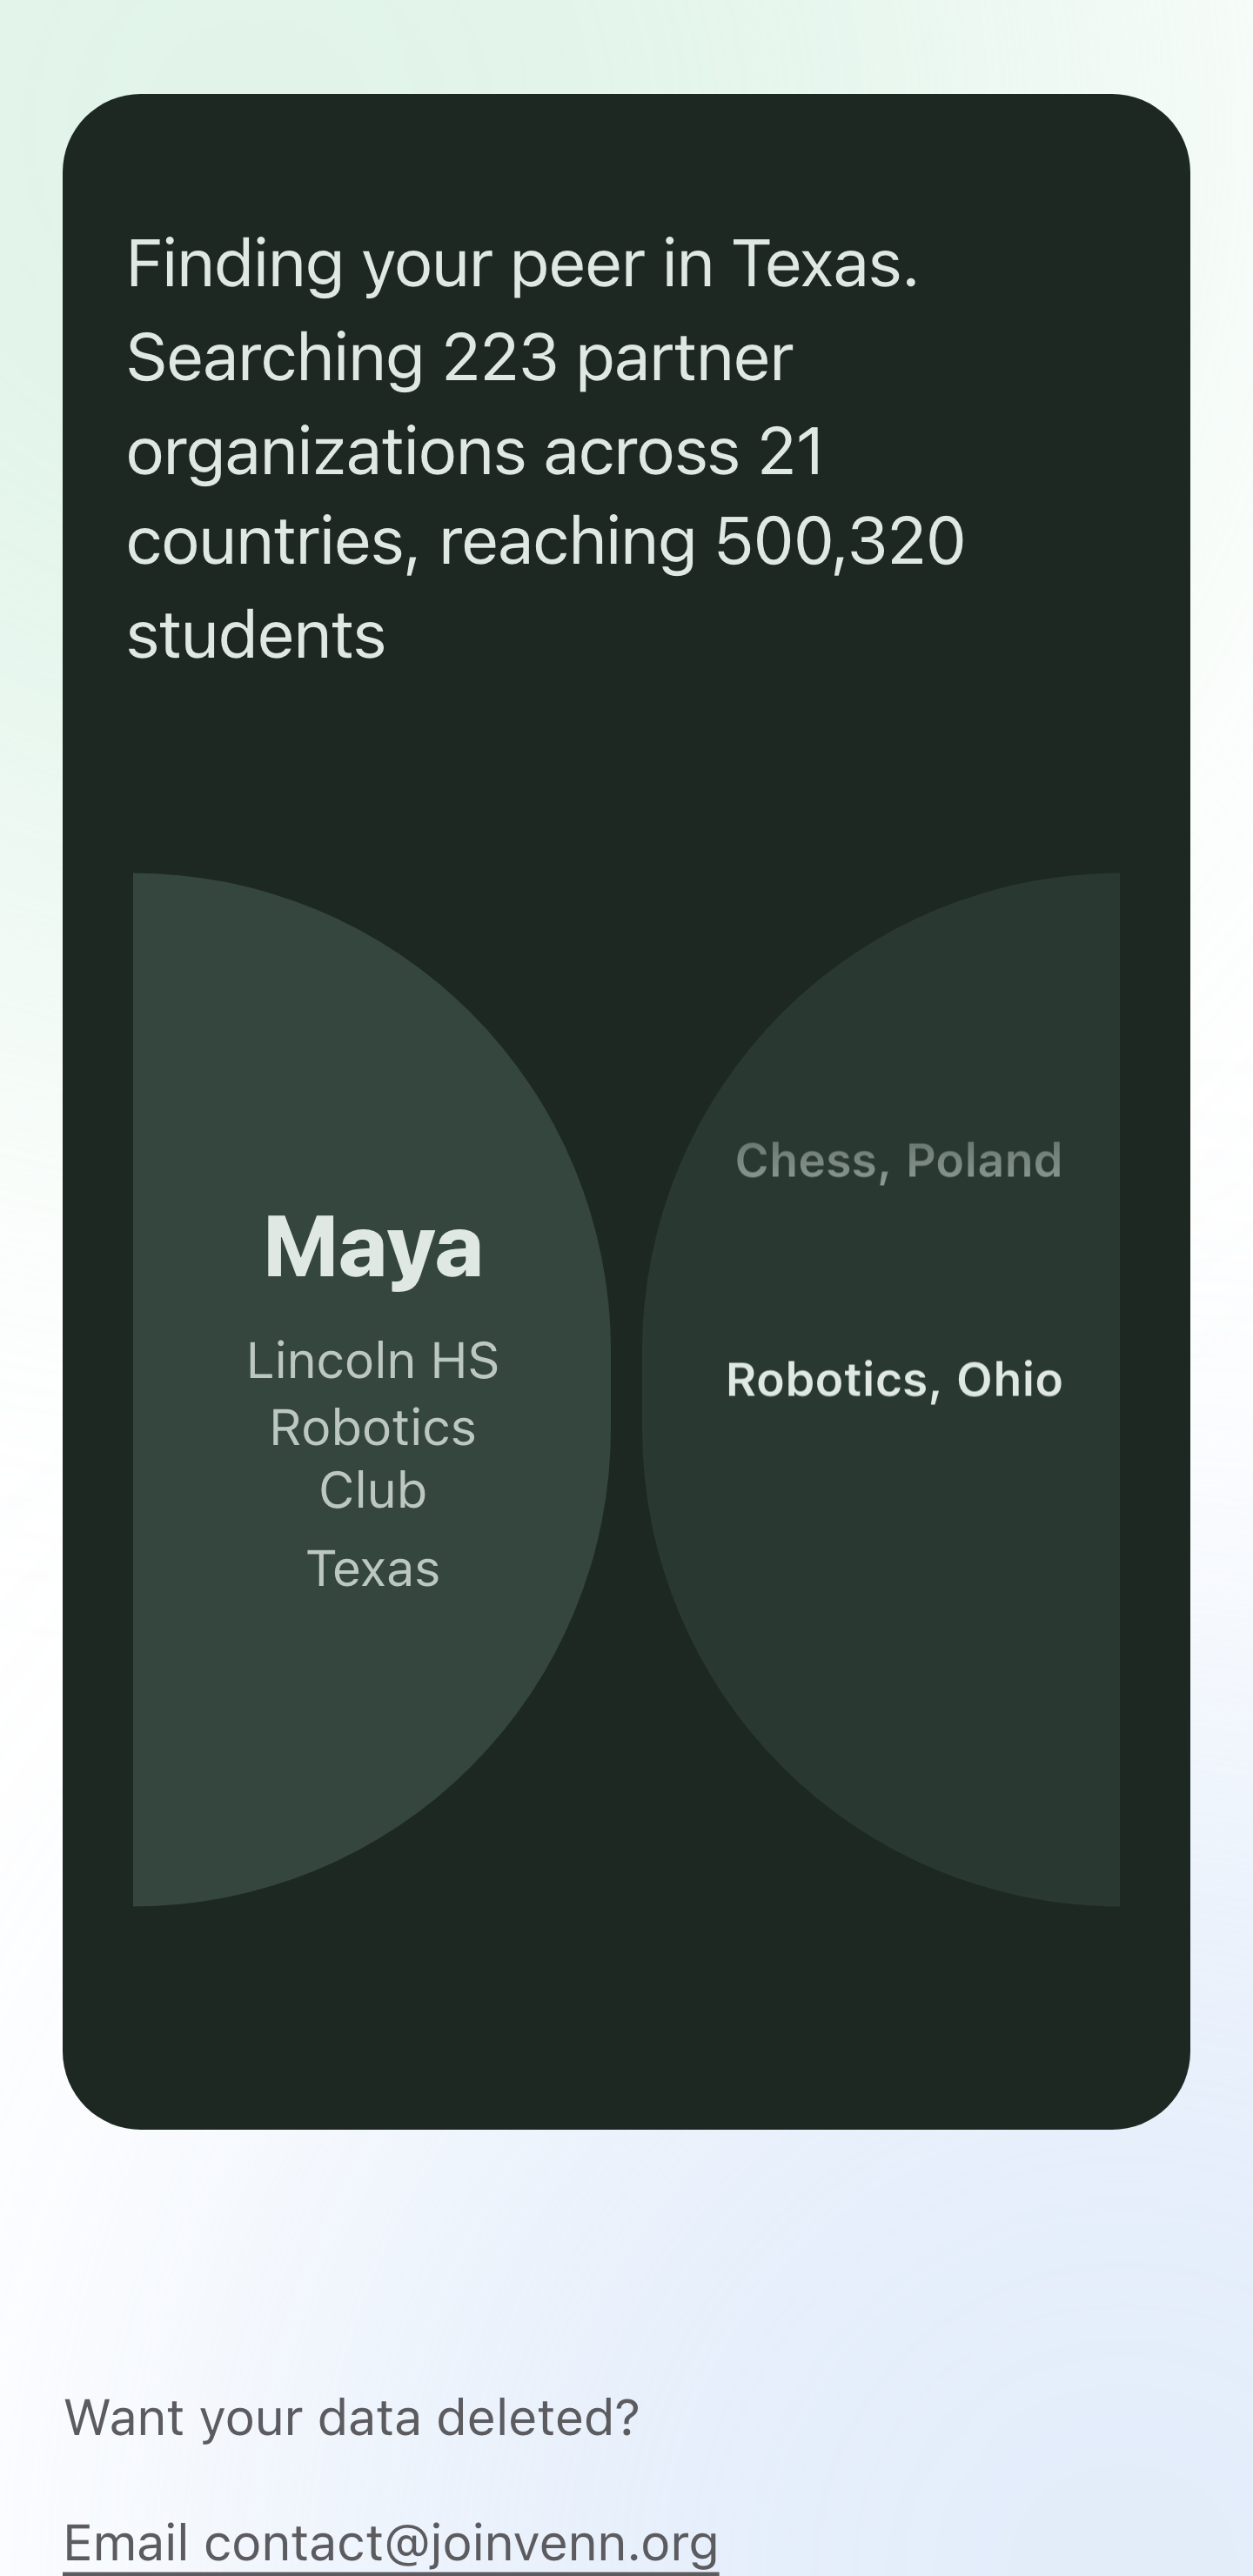 Finding your peer in Texas.
Searching 223 partner
organizations across 21
countries, reaching 500,320
students
Maya
Lincoln HS
Robotics
Club
Texas
Chess, Poland
Robotics, Ohio
Want your data deleted?
Email contact@joinvenn.org